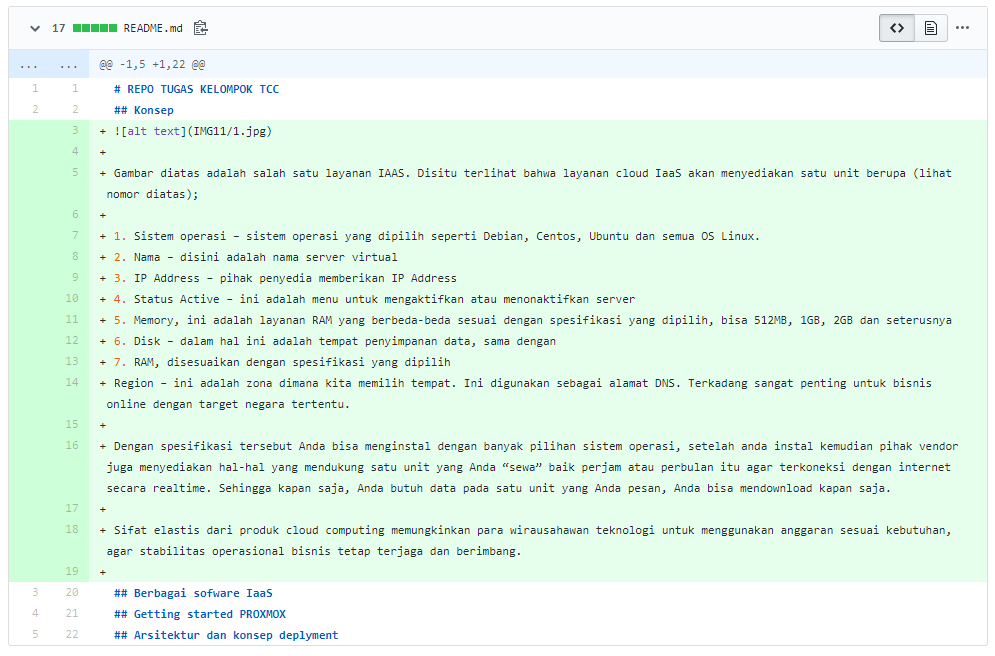 17 README.md
... ... @@ -1,5 +1,22 @@
1 1 # REPO TUGAS KELOMPOK TCC
2 2 ## Konsep
3 + ![alt text](IMG11/1.jpg)
4 +
5 + Gambar diatas adalah salah satu layanan IAAS. Disitu terlihat bahwa layanan cloud IaaS akan menyediakan satu unit berupa (lihat
nomor diatas);
6 +
7 + 1. Sistem operasi – sistem operasi yang dipilih seperti Debian, Centos, Ubuntu dan semua OS Linux.
8 + 2. Nama – disini adalah nama server virtual
9 + 3. IP Address – pihak penyedia memberikan IP Address
10 + 4. Status Active – ini adalah menu untuk mengaktifkan atau menonaktifkan server
11 + 5. Memory, ini adalah layanan RAM yang berbeda-beda sesuai dengan spesifikasi yang dipilih, bisa 512MB, 1GB, 2GB dan seterusnya
12 + 6. Disk – dalam hal ini adalah tempat penyimpanan data, sama dengan
13 + 7. RAM, disesuaikan dengan spesifikasi yang dipilih
14 + Region – ini adalah zona dimana kita memilih tempat. Ini digunakan sebagai alamat DNS. Terkadang sangat penting untuk bisnis
online dengan target negara tertentu.
15 +
16 + Dengan spesifikasi tersebut Anda bisa menginstal dengan banyak pilihan sistem operasi, setelah anda instal kemudian pihak vendor
juga menyediakan hal-hal yang mendukung satu unit yang Anda “sewa” baik perjam atau perbulan itu agar terkoneksi dengan internet
secara realtime. Sehingga kapan saja, Anda butuh data pada satu unit yang Anda pesan, Anda bisa mendownload kapan saja.
17 +
18 + Sifat elastis dari produk cloud computing memungkinkan para wirausahawan teknologi untuk menggunakan anggaran sesuai kebutuhan,
agar stabilitas operasional bisnis tetap terjaga dan berimbang.
19 +
3 20 ## Berbagai sofware IaaS
4 21 ## Getting started PROXMOX
5 22 ## Arsitektur dan konsep deplyment